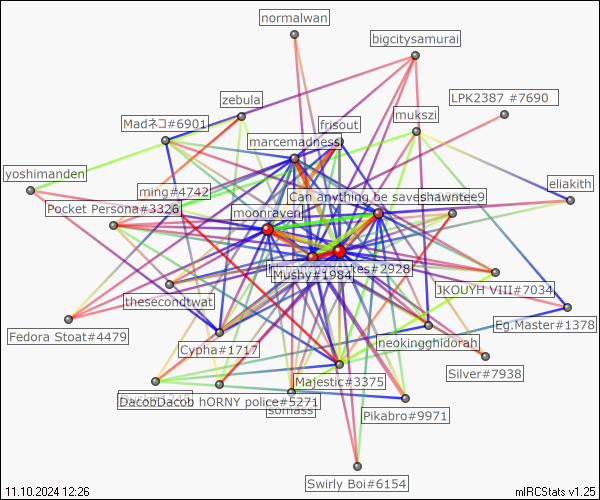 normalwan
bigcitysamurai
LPK2387 #7690
zebula
mukszi
Madネコ#6901
frisout
marcemadness
yoshimanden
eliakith
ming#4742
Can anything be saves
shawntee9
Pocket Persona#3326
moonraven
kes#2928
Mushy#1984
JKOUYH VIII#7034
thesecondtwat
Eg.Master#1378
Fedora Stoat#4479
neokingghidorah
Cypha#1717
Silver#7938
Majestic#3375
DacobDacob hORNY police#5271
somass
Pikabro#9971
Swirly Boi#6154
11.10.2024 12:26
mIRCStats v1.25